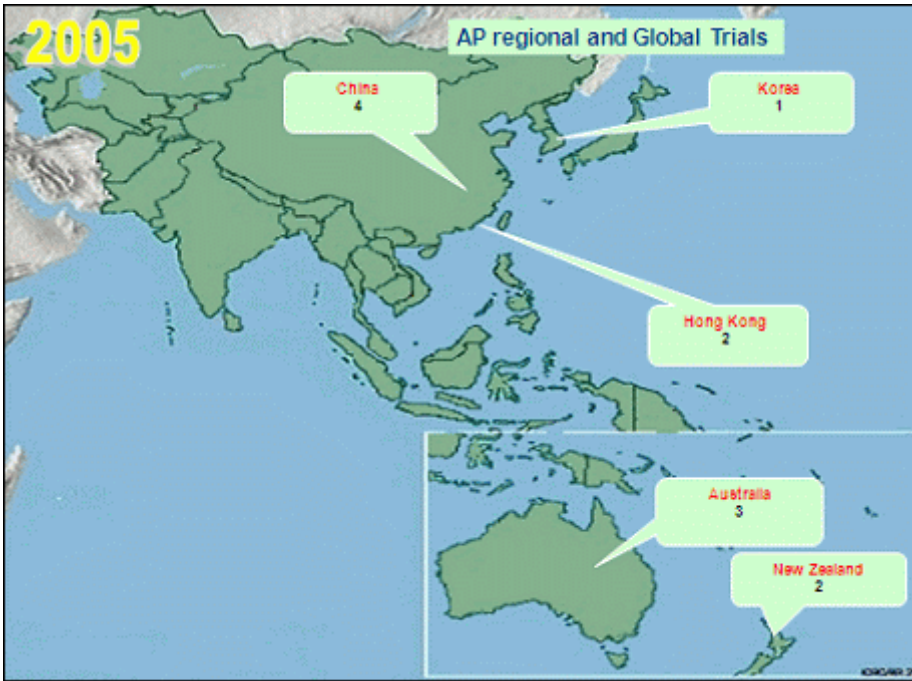 2005
AP regional and Global Trials
China
4
Korea
1
Hong Kong
2
Australia
3
New Zealand
2